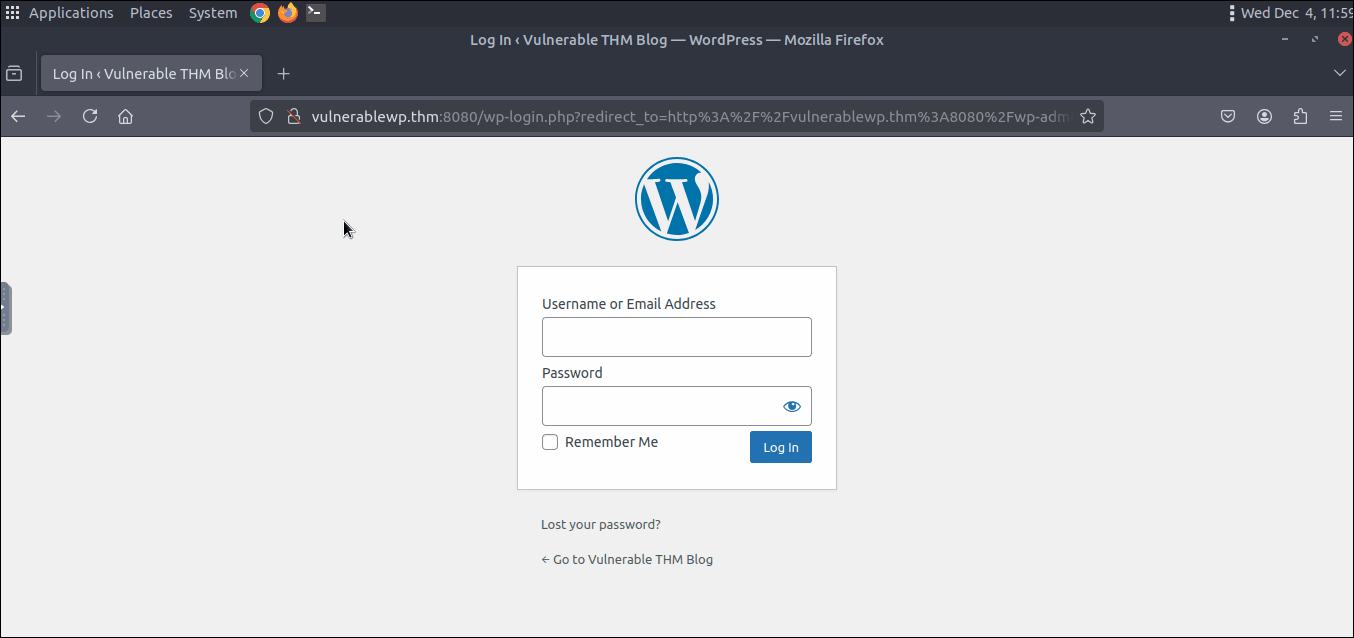 Applications Places System Wed Dec 4, 11:59
Log In ‹ Vulnerable THM Blog — WordPress — Mozilla Firefox
Log In ‹ Vulnerable THM Blo
vulnerablewp.thm:8080/wp-login.php?redirect_to=http%3A%2F%2Fvulnerablewp.thm%3A8080%2Fwp-adm
Username or Email Address
Password
Remember Me Log In
Lost your password?
← Go to Vulnerable THM Blog